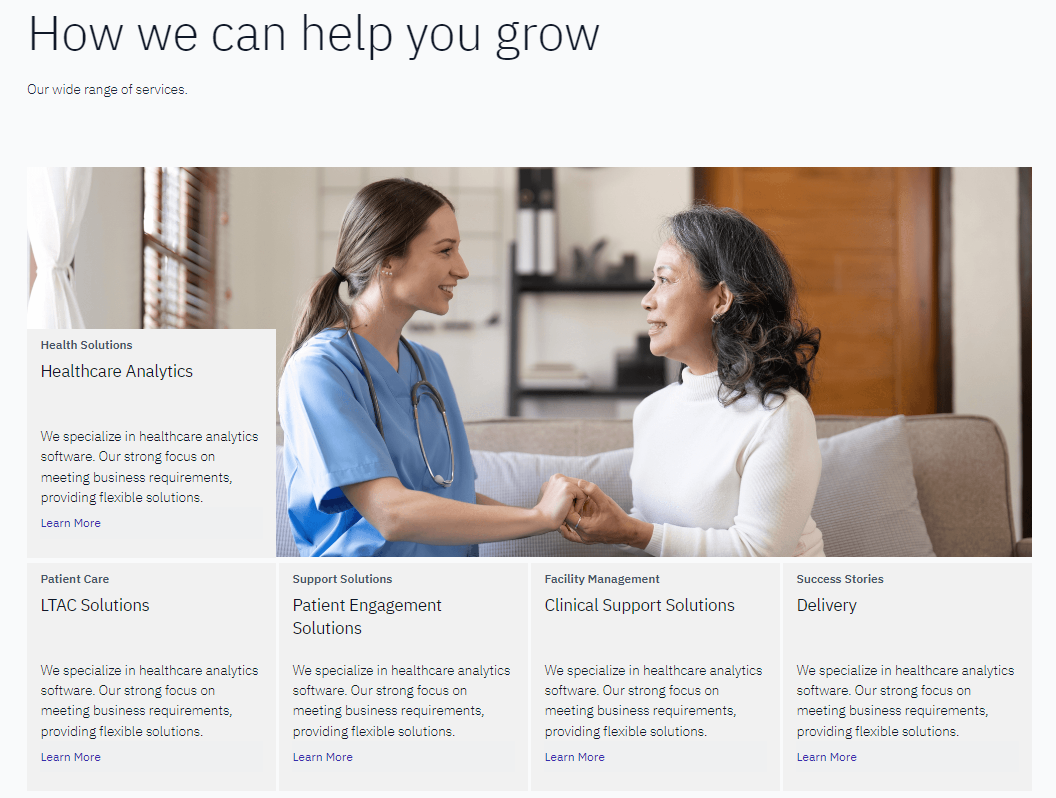 How we can help you grow
Our wide range of services.
Health Solutions
Healthcare Analytics
We specialize in healthcare analytics
software. Our strong focus on
meeting business requirements,
providing flexible solutions.
Learn More
Patient Care
LTAC Solutions
We specialize in healthcare analytics
software. Our strong focus on
meeting business requirements,
providing flexible solutions.
Learn More
Support Solutions
Patient Engagement
Solutions
We specialize in healthcare analytics
software. Our strong focus on
meeting business requirements,
providing flexible solutions.
Learn More
Facility Management
Clinical Support Solutions
We specialize in healthcare analytics
software. Our strong focus on
meeting business requirements,
providing flexible solutions.
Learn More
Success Stories
Delivery
We specialize in healthcare analytics
software. Our strong focus on
meeting business requirements,
providing flexible solutions.
Learn More